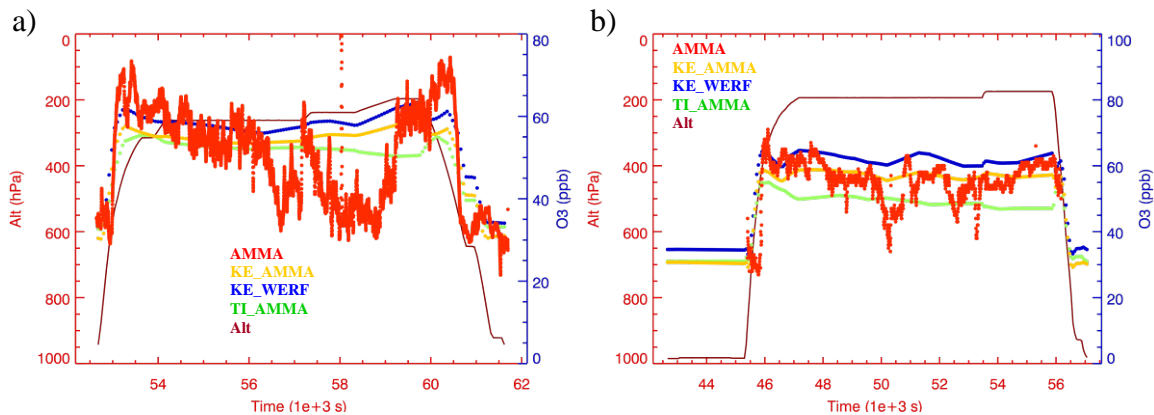 a)
0
200
400
600
800
1000
Alt (hPa)
80
60
40
20
0
O3 (ppb)
AMMA
KE_AMMA
KE_WERF
TI_AMMA
Alt
54 56 58 60 62
Time (1e+3 s)
b)
0
200
400
600
800
1000
Alt (hPa)
100
80
60
40
20
0
O3 (ppb)
AMMA
KE_AMMA
KE_WERF
TI_AMMA
Alt
44 46 48 50 52 54 56
Time (1e+3 s)